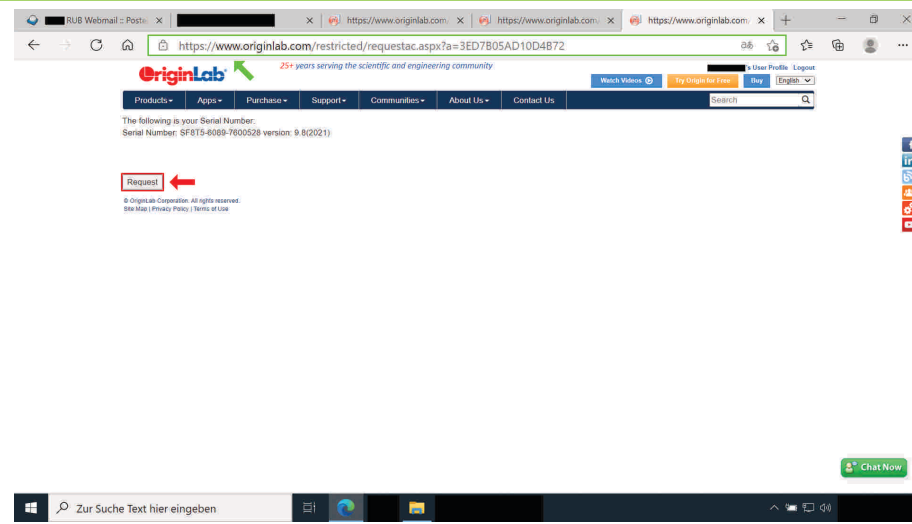 RUB Webmail :: Poste
https://www.originlab.com
https://www.originlab.com
https://www.originlab.com
https://www.originlab.com/restricted/requestac.aspx?a=3ED7B05AD10D4B72
OriginLab
25+ years serving the scientific and engineering community
's User Profile Logout
Watch Videos Try Origin for Free Buy English
Products Apps Purchase Support Communities About Us Contact Us Search
The following is your Serial Number:
Serial Number: SF8T5-6089-7600528 version: 9.8(2021)
Request
© OriginLab Corporation. All rights reserved.
Site Map | Privacy Policy | Terms of Use
Chat Now
Zur Suche Text hier eingeben